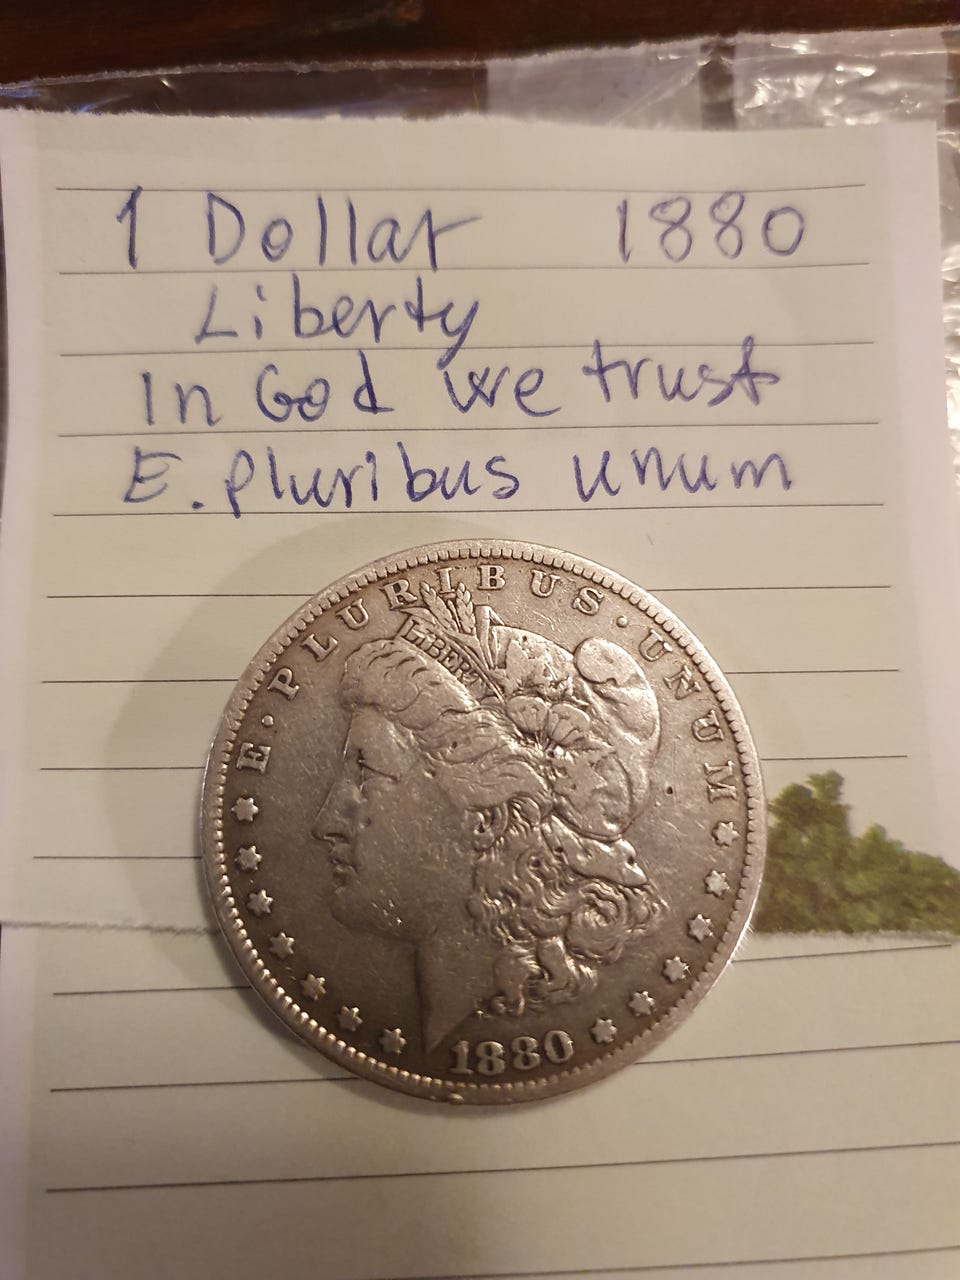 1 Dollar 1880
Liberty
In God we trust
E. pluribus unum
E · PLURIBUS · UNUM
LIBERTY
1880